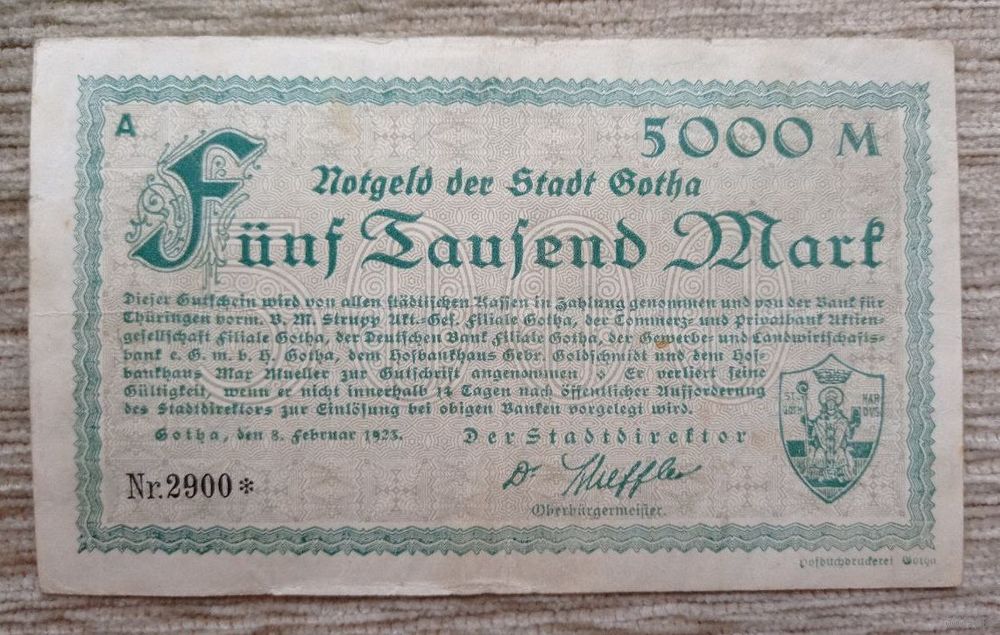 A
5000 M
Notgeld der Stadt Gotha
Fünf Tausend Mark
5000
Dieser Gutschein wird von allen städtischen Kassen in Zahlung genommen und von der Bank für
Thüringen vorm. B. M. Strupp Akt.-Ges. Filiale Gotha, der Commerz- und Privatbank Aktien-
gesellschaft Filiale Gotha, der Deutschen Bank Filiale Gotha, der Gewerbe- und Landwirtschafts-
bank e. G. m. b. H. Gotha, dem Hofbankhaus Gebr. Goldschmidt und dem Hof-
bankhaus Max Mueller zur Gutschrift angenommen + Er verliert seine
Gültigkeit, wenn er nicht innerhalb 14 Tagen nach öffentlicher Aufforderung
des Stadtdirektors zur Einlösung bei obigen Banken vorgelegt wird.
Gotha, den 8. Februar 1923. Der Stadtdirektor
Dr Scheffler
Oberbürgermeister.
Nr. 2900 *
Hofbuchdruckerei Gotha